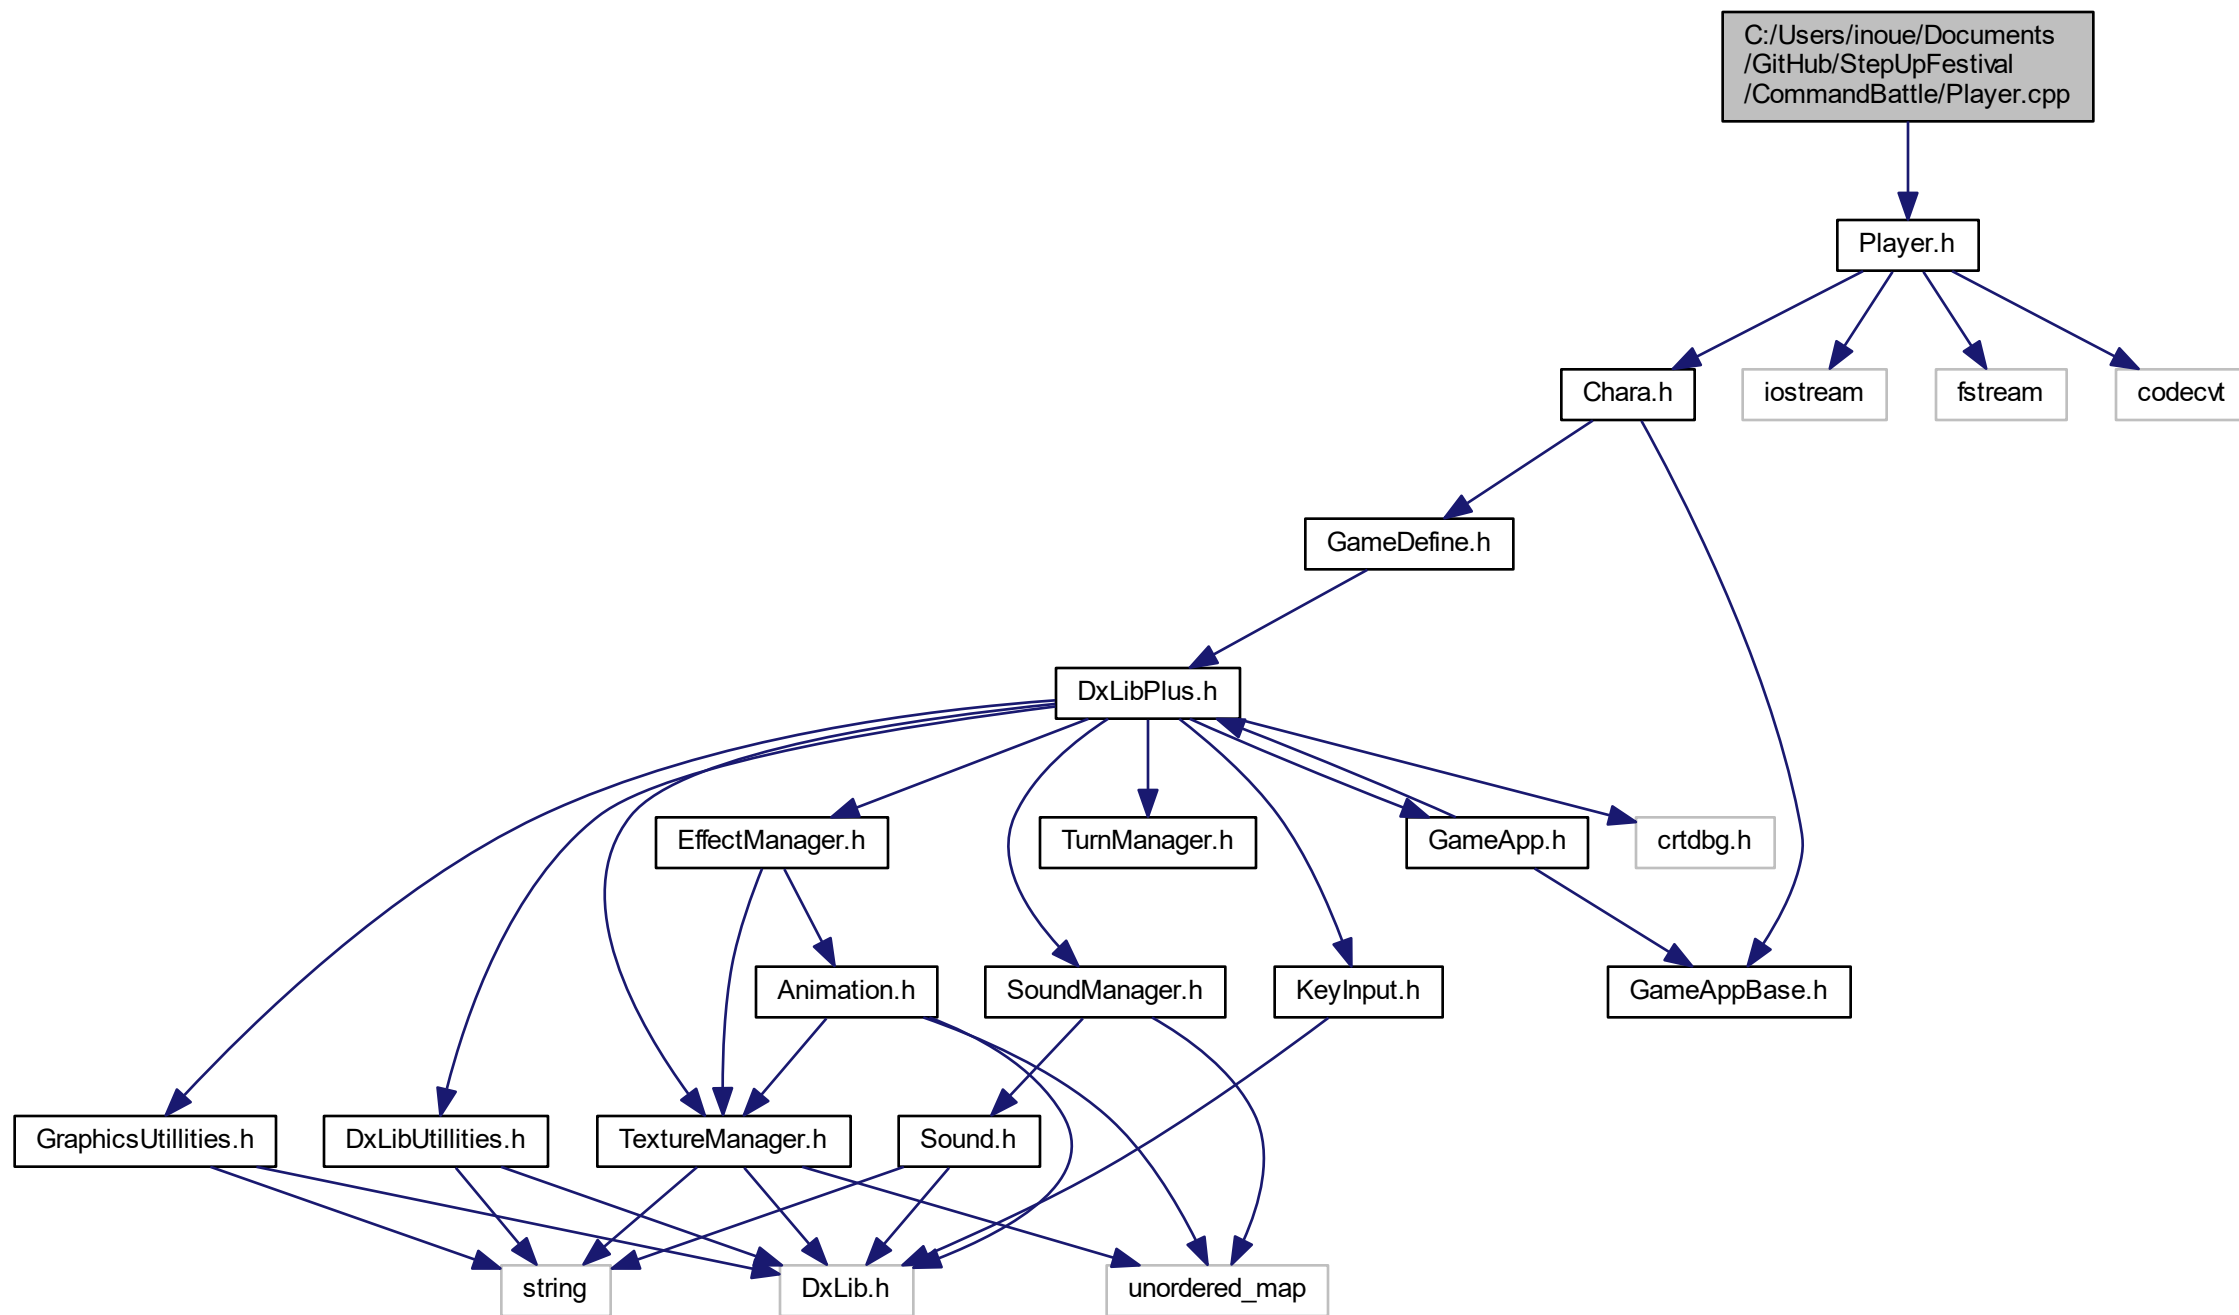 C:/Users/inoue/Documents
/GitHub/StepUpFestival
/CommandBattle/Player.cpp
Player.h
Chara.h
iostream
fstream
codecvt
GameDefine.h
DxLibPlus.h
EffectManager.h
TurnManager.h
GameApp.h
crtdbg.h
Animation.h
SoundManager.h
KeyInput.h
GameAppBase.h
GraphicsUtillities.h
DxLibUtillities.h
TextureManager.h
Sound.h
string
DxLib.h
unordered_map